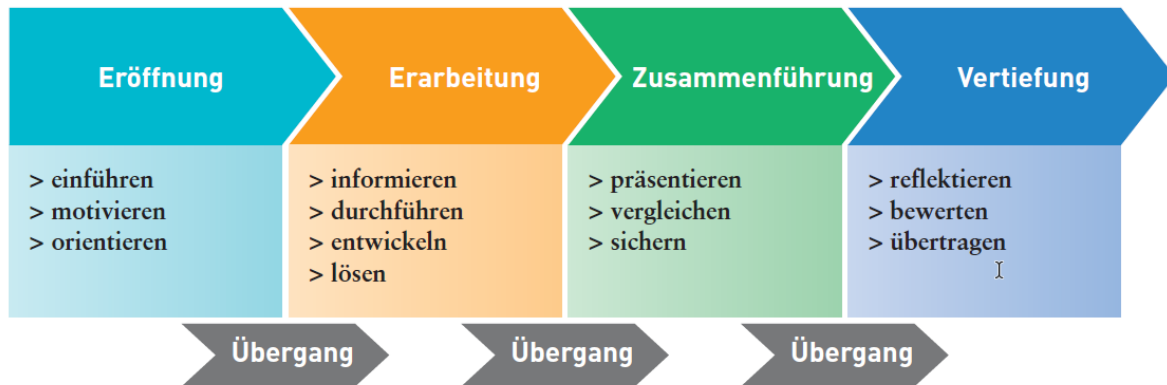 Eröffnung
Erarbeitung
Zusammenführung
Vertiefung
> einführen
> motivieren
> orientieren
> informieren
> durchführen
> entwickeln
> lösen
> präsentieren
> vergleichen
> sichern
> reflektieren
> bewerten
> übertragen
Übergang
Übergang
Übergang